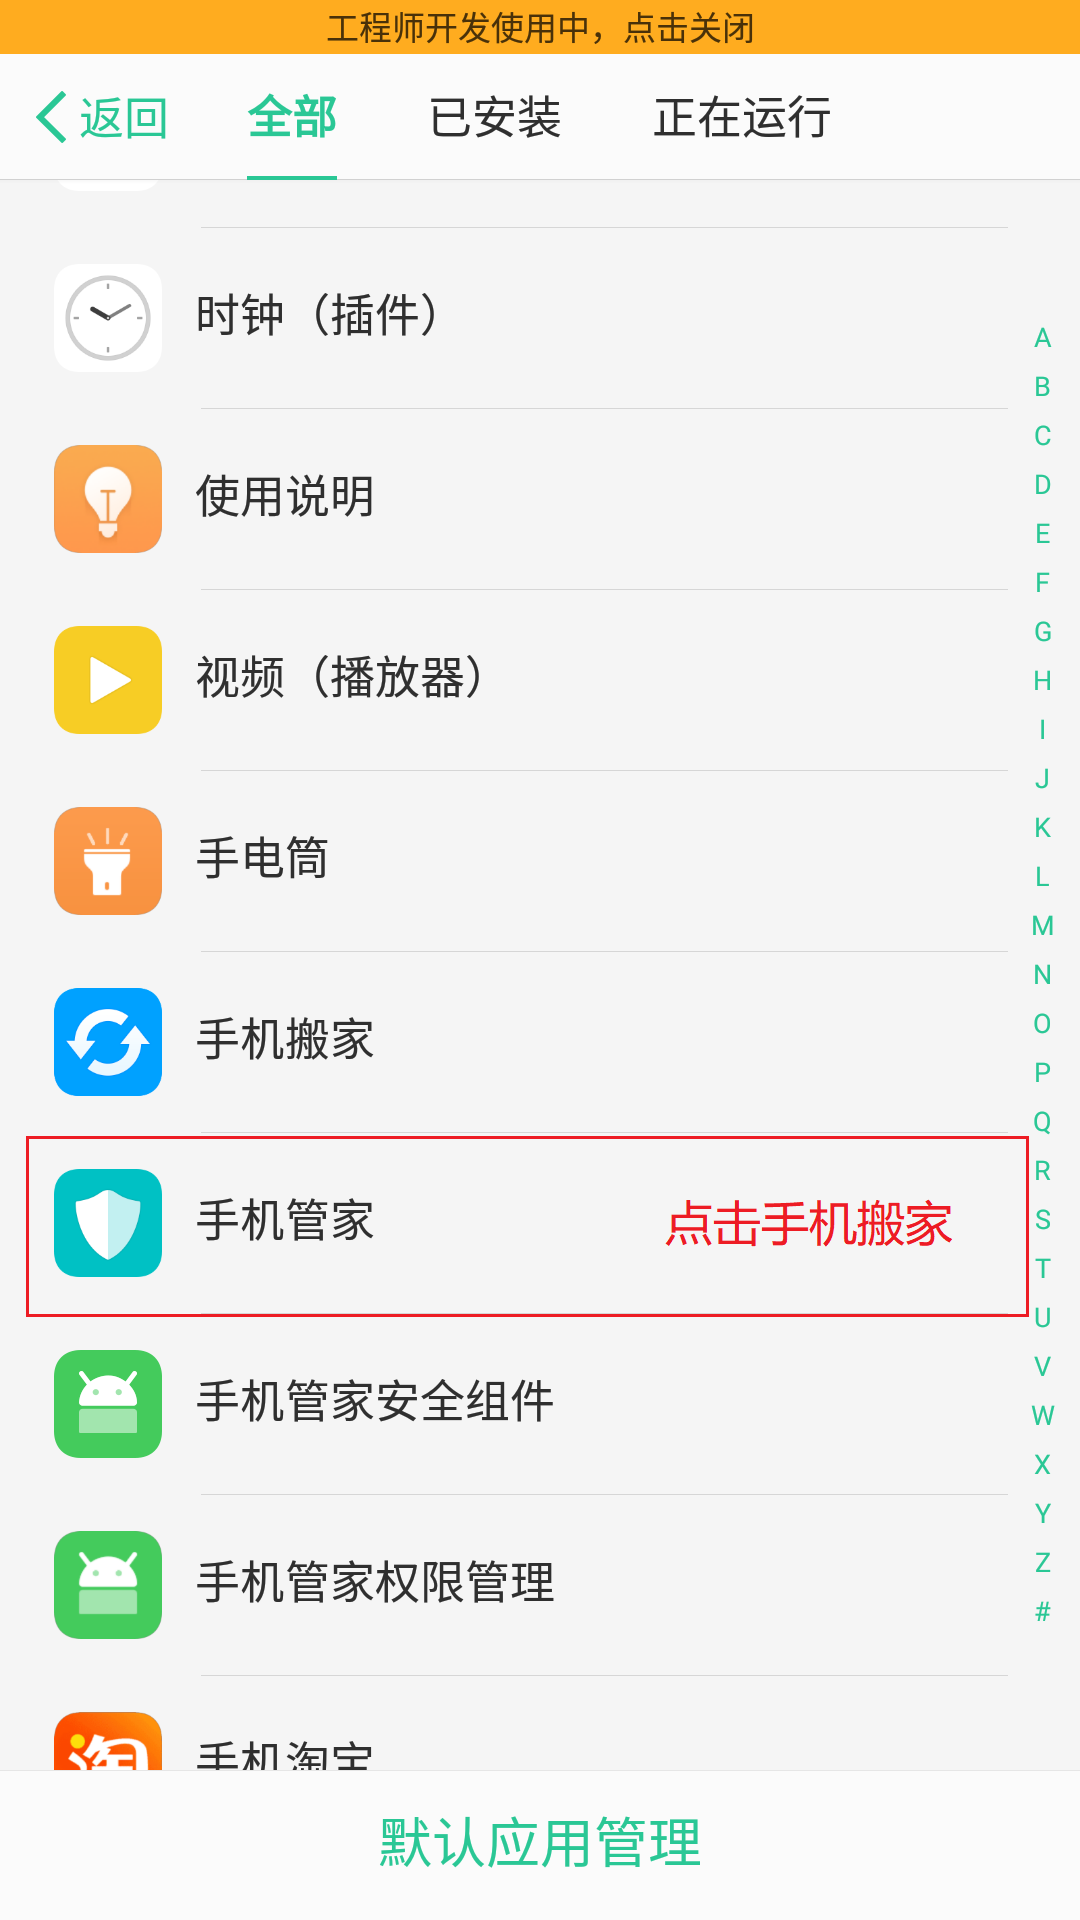 工程师开发使用中，点击关闭
返回 全部 已安装 正在运行
时钟（插件）
使用说明
视频（播放器）
手电筒
手机搬家
手机管家 点击手机搬家
手机管家安全组件
手机管家权限管理
手机淘宝
A
B
C
D
E
F
G
H
I
J
K
L
M
N
O
P
Q
R
S
T
U
V
W
X
Y
Z
#
默认应用管理